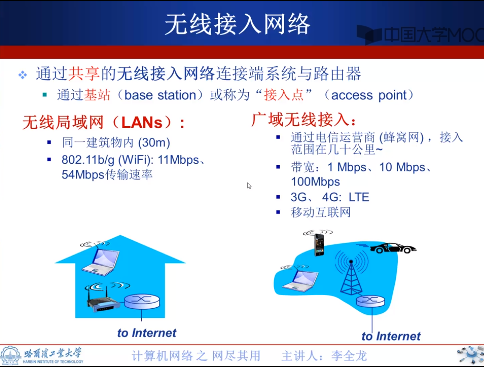 无线接入网络
中国大学MOOC
通过共享的无线接入网络连接端系统与路由器
通过基站（base station）或称为“接入点”（access point）
无线局域网（LANs）:
同一建筑物内 (30m)
802.11b/g (WiFi): 11Mbps、
54Mbps传输速率
广域无线接入：
通过电信运营商 (蜂窝网) ，接入
范围在几十公里~
带宽：1 Mbps、10 Mbps、
100Mbps
3G、 4G: LTE
移动互联网
to Internet
to Internet
哈尔滨工业大学
HARBIN INSTITUTE OF TECHNOLOGY
计算机网络 之 网尽其用 主讲人：李全龙